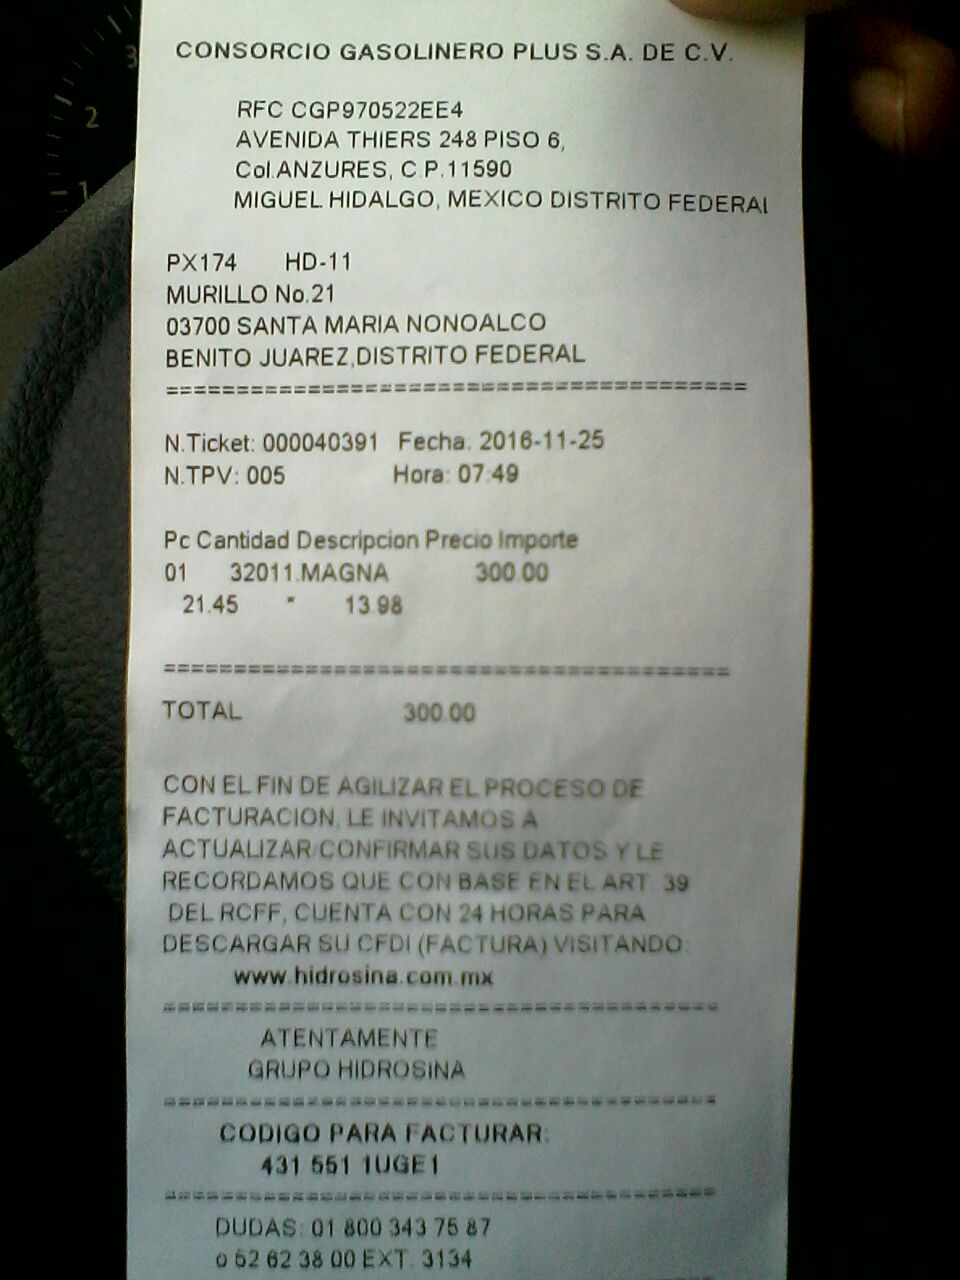 CONSORCIO GASOLINERO PLUS S.A. DE C.V.
RFC CGP970522EE4
AVENIDA THIERS 248 PISO 6,
Col.ANZURES, C.P.11590
MIGUEL HIDALGO, MEXICO DISTRITO FEDERAL
PX174 HD-11
MURILLO No.21
03700 SANTA MARIA NONOALCO
BENITO JUAREZ,DISTRITO FEDERAL
=========================================
N.Ticket: 000040391 Fecha: 2016-11-25
N.TPV: 005 Hora: 07:49
Pc Cantidad Descripcion Precio Importe
01 32011.MAGNA 300.00
21.45 * 13.98
=========================================
TOTAL 300.00
CON EL FIN DE AGILIZAR EL PROCESO DE
FACTURACION, LE INVITAMOS A
ACTUALIZAR/CONFIRMAR SUS DATOS Y LE
RECORDAMOS QUE CON BASE EN EL ART. 39
DEL RCFF, CUENTA CON 24 HORAS PARA
DESCARGAR SU CFDI (FACTURA) VISITANDO:
www.hidrosina.com.mx
=========================================
ATENTAMENTE
GRUPO HIDROSINA
=========================================
CODIGO PARA FACTURAR:
431 551 1UGE1
=========================================
DUDAS: 01 800 343 75 87
o 52 62 38 00 EXT. 3134
3
2
1